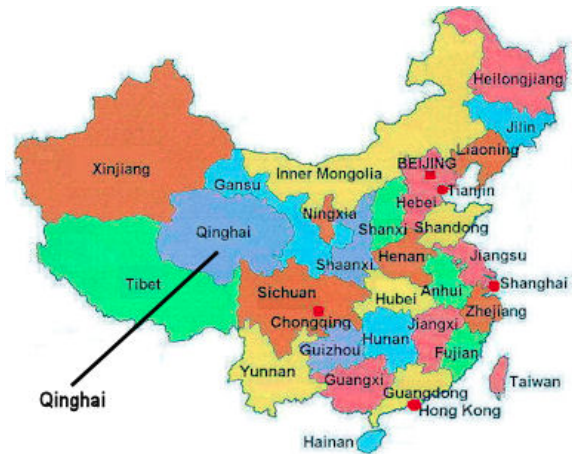 Heilongjiang
Jilin
Liaoning
Xinjiang
Inner Mongolia
BEIJING
Gansu
Tianjin
Hebei
Ningxia
Shanxi
Shandong
Qinghai
Henan
Jiangsu
Shaanxi
Tibet
Sichuan
Anhui
Shanghai
Hubei
Zhejiang
Chongqing
Jiangxi
Hunan
Guizhou
Fujian
Yunnan
Guangxi
Taiwan
Guangdong
Qinghai
Hong Kong
Hainan